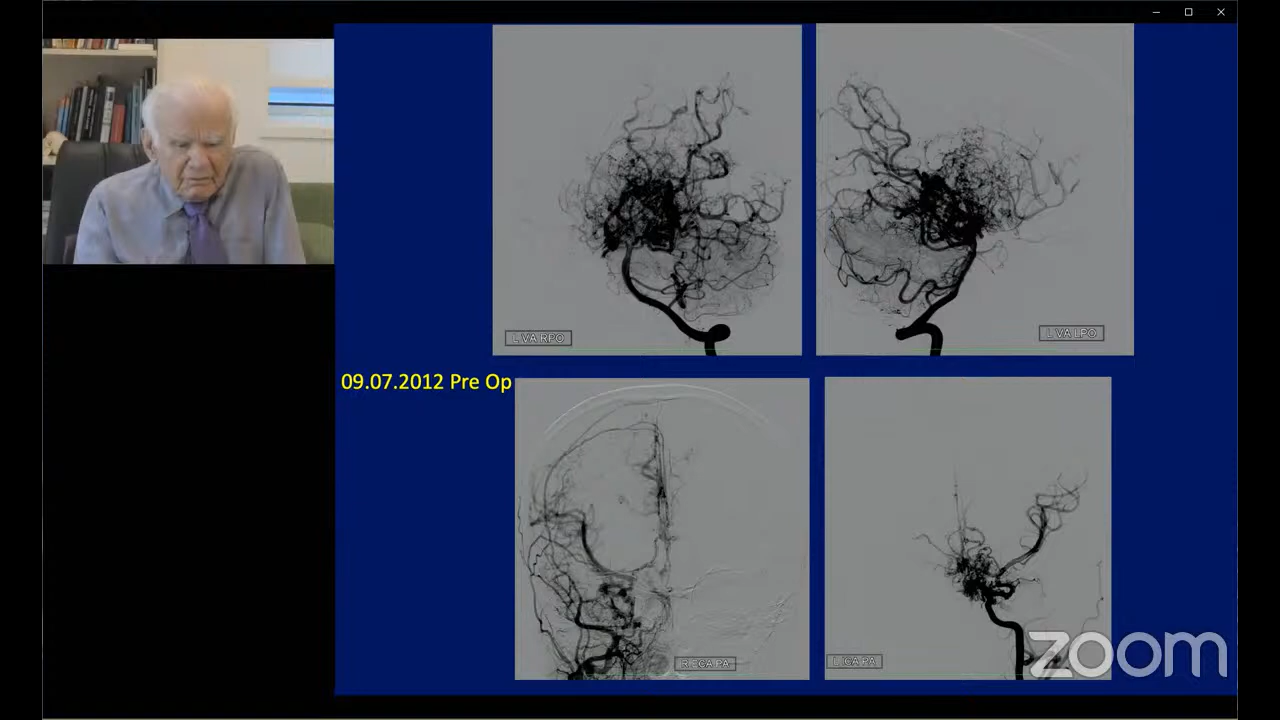 L VA RPO
L VA LPO
09.07.2012 Pre Op
R ECA PA
L ICA PA
zoom